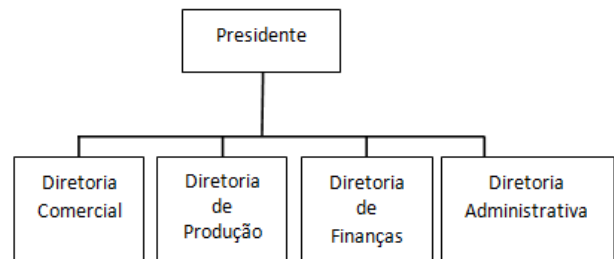 Presidente
Diretoria
Comercial
Diretoria
de
Produção
Diretoria
de
Finanças
Diretoria
Administrativa